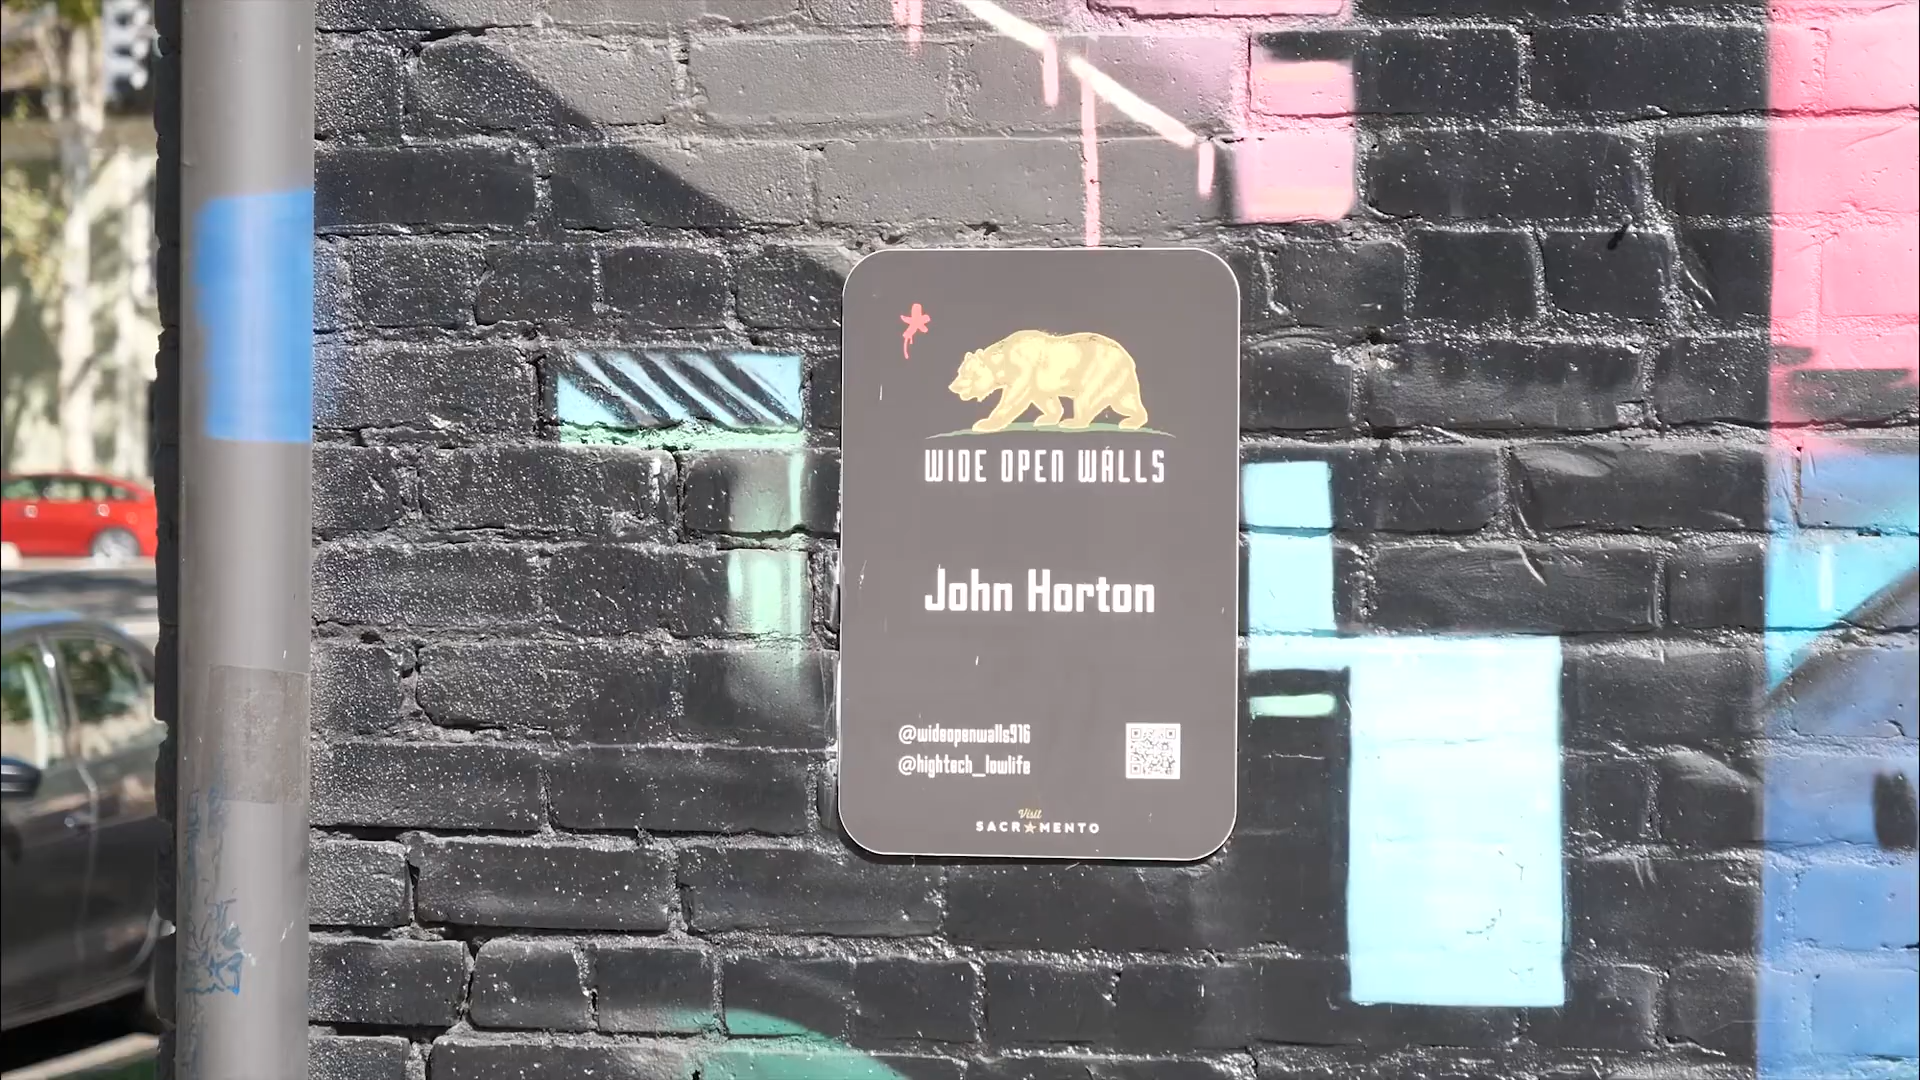 WIDE OPEN WALLS
John Horton
@wideopenwalls916
@hightech_lowlife
Visit
SACRAMENTO